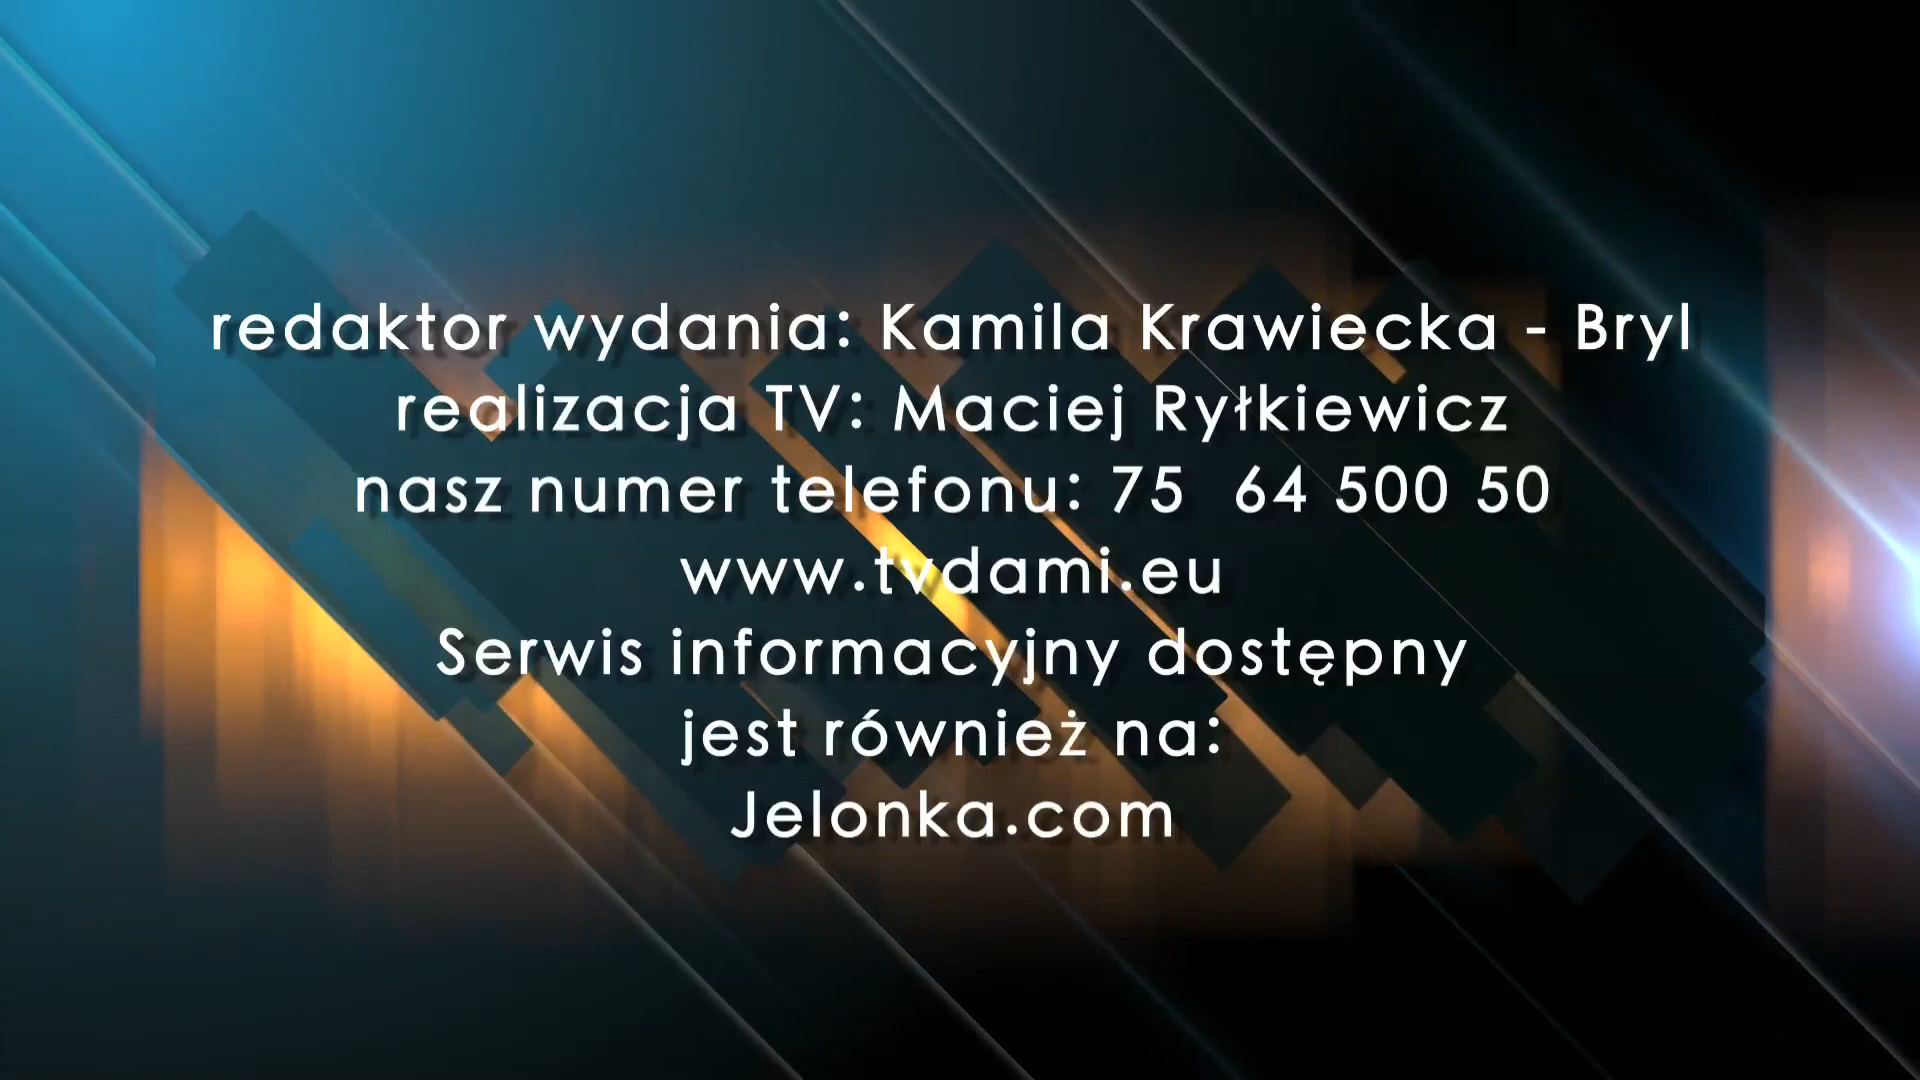 redaktor wydania: Kamila Krawiecka - Bryl
realizacja TV: Maciej Ryłkiewicz
nasz numer telefonu: 75  64 500 50
www.tvdami.eu
Serwis informacyjny dostępny
jest również na:
Jelonka.com